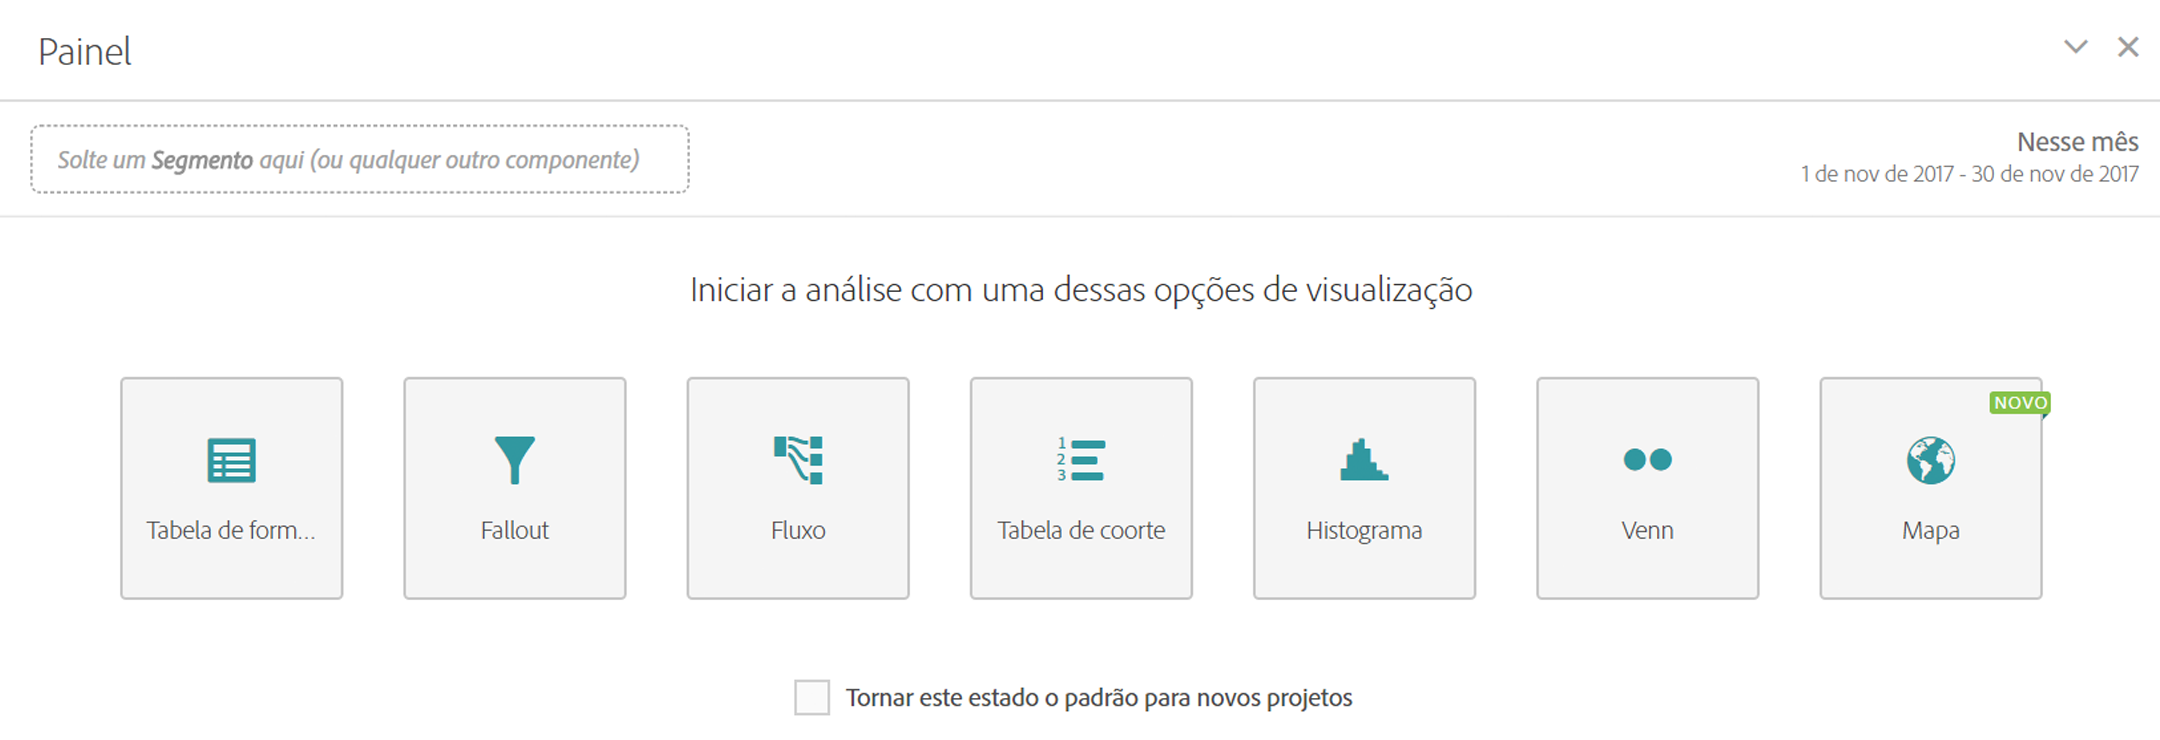 Painel
Solte um Segmento aqui (ou qualquer outro componente)
Nesse mês
1 de nov de 2017 - 30 de nov de 2017
Iniciar a análise com uma dessas opções de visualização
NOVO
1
2
3
Tabela de form...
Fallout
Fluxo
Tabela de coorte
Histograma
Venn
Mapa
Tornar este estado o padrão para novos projetos